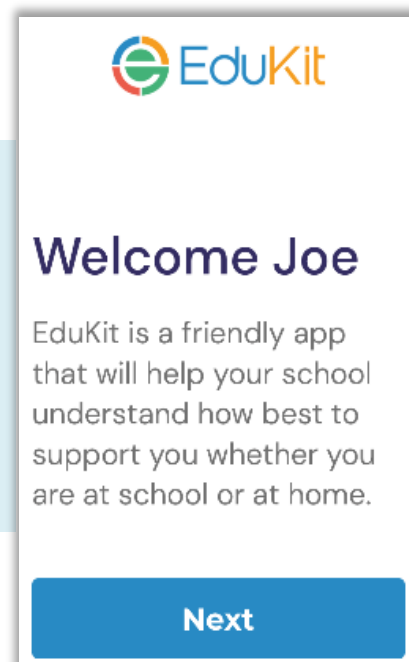 EduKit
Welcome Joe
EduKit is a friendly app
that will help your school
understand how best to
support you whether you
are at school or at home.
Next